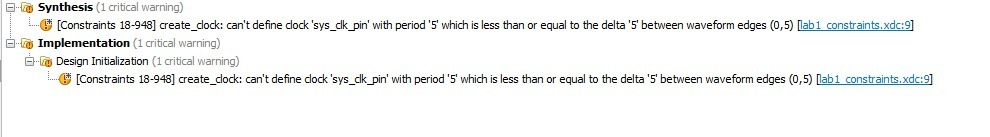 Synthesis (1 critical warning)
[Constraints 18-948] create_clock: can't define clock 'sys_clk_pin' with period '5' which is less than or equal to the delta '5' between waveform edges (0,5) [lab1_constraints.xdc:9]
Implementation (1 critical warning)
Design Initialization (1 critical warning)
[Constraints 18-948] create_clock: can't define clock 'sys_clk_pin' with period '5' which is less than or equal to the delta '5' between waveform edges (0,5) [lab1_constraints.xdc:9]